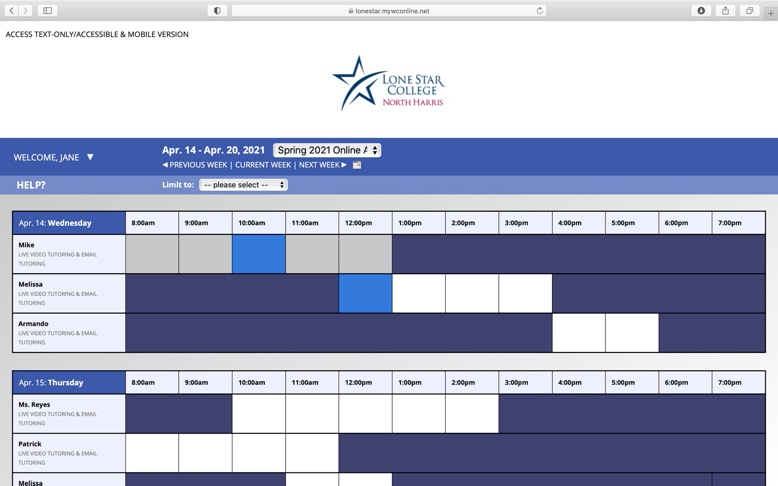 lonestar.mywconline.net
ACCESS TEXT-ONLY/ACCESSIBLE & MOBILE VERSION
LONE STAR
COLLEGE
NORTH HARRIS
WELCOME, JANE ▼
Apr. 14 - Apr. 20, 2021 Spring 2021 Online A
◀ PREVIOUS WEEK | CURRENT WEEK | NEXT WEEK ▶
HELP? Limit to: -- please select --
Apr. 14: Wednesday 8:00am 9:00am 10:00am 11:00am 12:00pm 1:00pm 2:00pm 3:00pm 4:00pm 5:00pm 6:00pm 7:00pm
Mike
LIVE VIDEO TUTORING & EMAIL
TUTORING
Melissa
LIVE VIDEO TUTORING & EMAIL
TUTORING
Armando
LIVE VIDEO TUTORING & EMAIL
TUTORING
Apr. 15: Thursday 8:00am 9:00am 10:00am 11:00am 12:00pm 1:00pm 2:00pm 3:00pm 4:00pm 5:00pm 6:00pm 7:00pm
Ms. Reyes
LIVE VIDEO TUTORING & EMAIL
TUTORING
Patrick
LIVE VIDEO TUTORING & EMAIL
TUTORING
Melissa